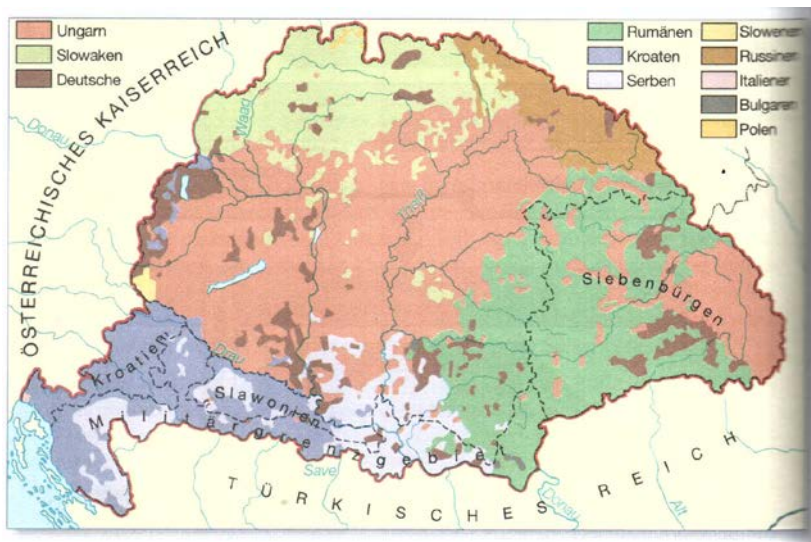 Ungarn
Slowaken
Deutsche
Rumänen
Kroaten
Serben
Slowenen
Russinen
Italiener
Bulgaren
Polen
ÖSTERREICHISCHES KAISERREICH
Donau
Waag
Theiß
Siebenbürgen
Drau
Kroatien
Slawonien
Militärgrenzgebiet
Save
TÜRKISCHES REICH
Donau
Alt